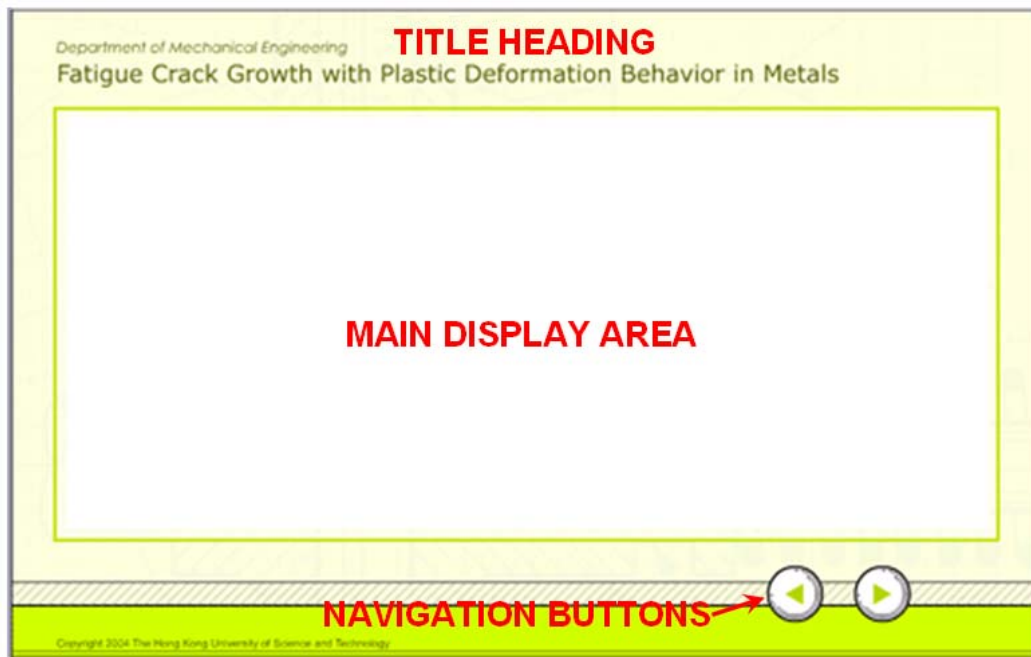 TITLE HEADING
Department of Mechanical Engineering
Fatigue Crack Growth with Plastic Deformation Behavior in Metals
MAIN DISPLAY AREA
NAVIGATION BUTTONS
Copyright 2004 The Hong Kong University of Science and Technology